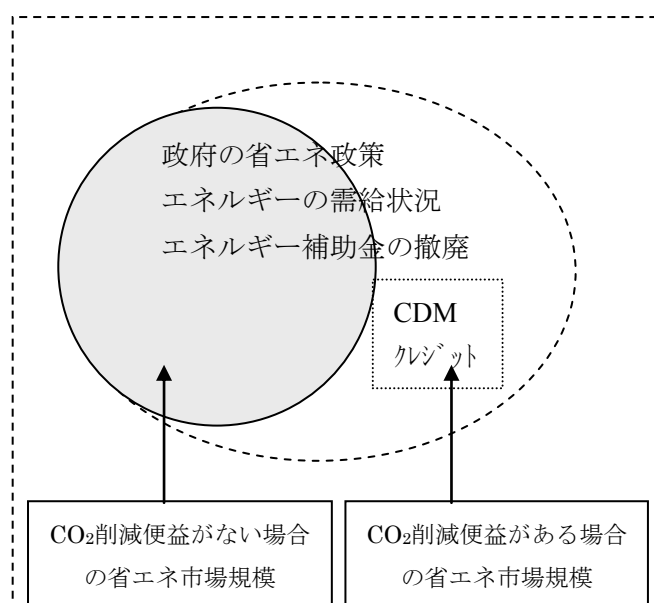 政府の省エネ政策
エネルギーの需給状況
エネルギー補助金の撤廃
CDM
ｸﾚｼﾞｯﾄ
CO₂削減便益がない場合
の省エネ市場規模
CO₂削減便益がある場合
の省エネ市場規模